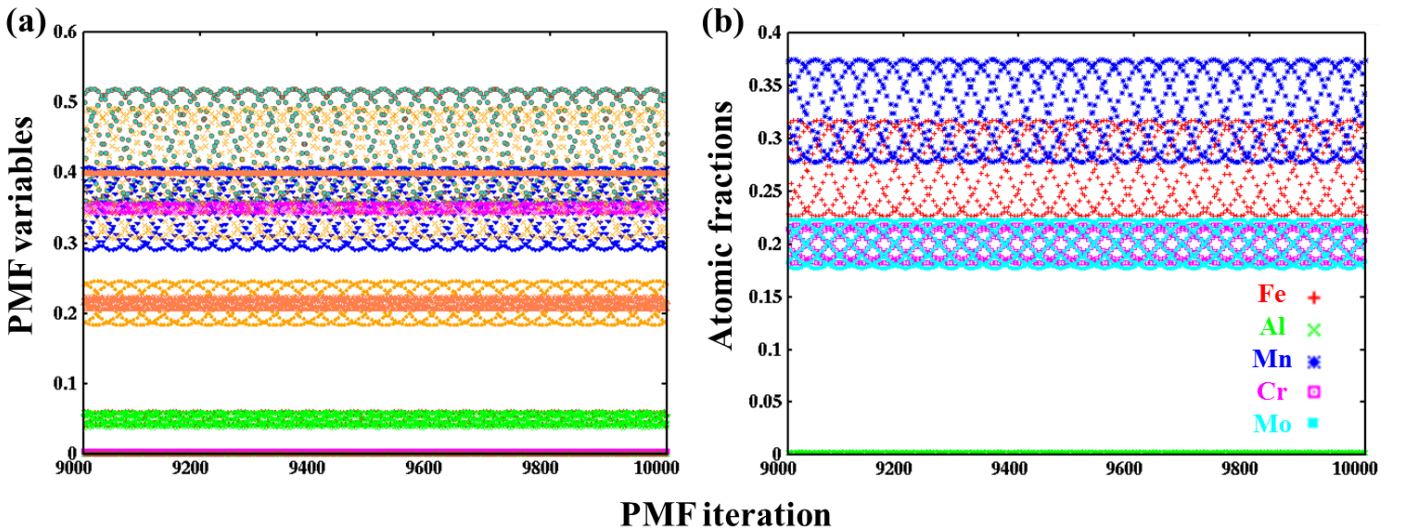 (a)
PMF variables
0.6
0.5
0.4
0.3
0.2
0.1
0
9000 9200 9400 9600 9800 10000
(b)
Atomic fractions
0.4
0.35
0.3
0.25
0.2
0.15
0.1
0.05
0
9000 9200 9400 9600 9800 10000
Fe
Al
Mn
Cr
Mo
PMF iteration